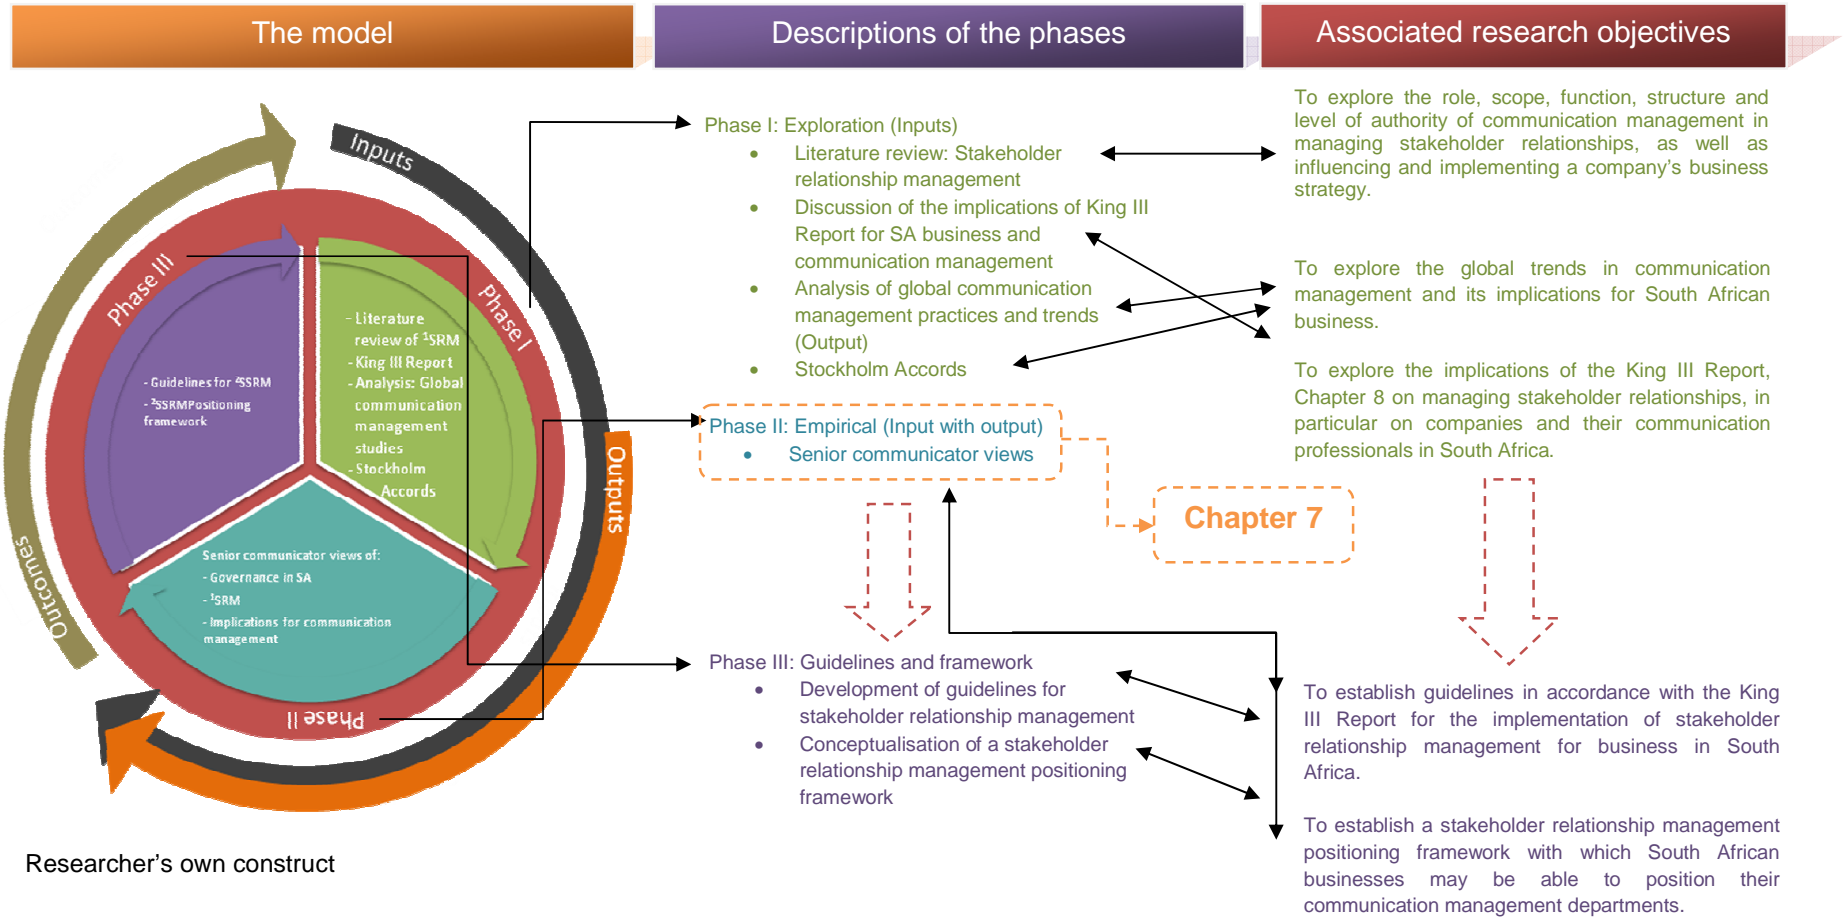 The model
Descriptions of the phases
Associated research objectives
Inputs
Outputs
Outcomes
Phase I
Phase II
Phase III
- Literature
review of ¹SRM
- King III Report
- Analysis: Global
communication
management
studies
- Stockholm
Accords
Senior communicator views of:
- Governance in SA
- ¹SRM
- Implications for communication
management
- Guidelines for ²SSRM
- ²SSRMPositioning
framework
Phase I: Exploration (Inputs)
• Literature review: Stakeholder
relationship management
• Discussion of the implications of King III
Report for SA business and
communication management
• Analysis of global communication
management practices and trends
(Output)
• Stockholm Accords
Phase II: Empirical (Input with output)
• Senior communicator views
Chapter 7
Phase III: Guidelines and framework
• Development of guidelines for
stakeholder relationship management
• Conceptualisation of a stakeholder
relationship management positioning
framework
To explore the role, scope, function, structure and
level of authority of communication management in
managing stakeholder relationships, as well as
influencing and implementing a company’s business
strategy.
To explore the global trends in communication
management and its implications for South African
business.
To explore the implications of the King III Report,
Chapter 8 on managing stakeholder relationships, in
particular on companies and their communication
professionals in South Africa.
To establish guidelines in accordance with the King
III Report for the implementation of stakeholder
relationship management for business in South
Africa.
To establish a stakeholder relationship management
positioning framework with which South African
businesses may be able to position their
communication management departments.
Researcher’s own construct